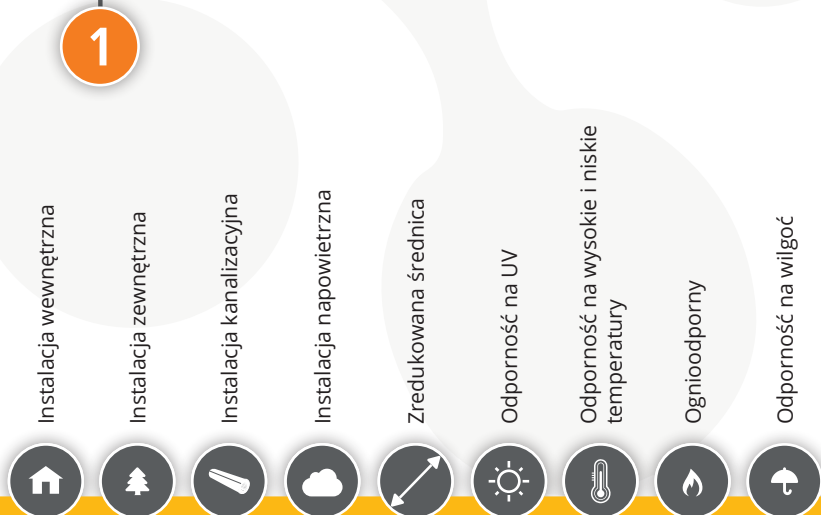 1
Instalacja wewnętrzna
Instalacja zewnętrzna
Instalacja kanalizacyjna
Instalacja napowietrzna
Zredukowana średnica
Odporność na UV
Odporność na wysokie i niskie
temperatury
Ognioodporny
Odporność na wilgoć